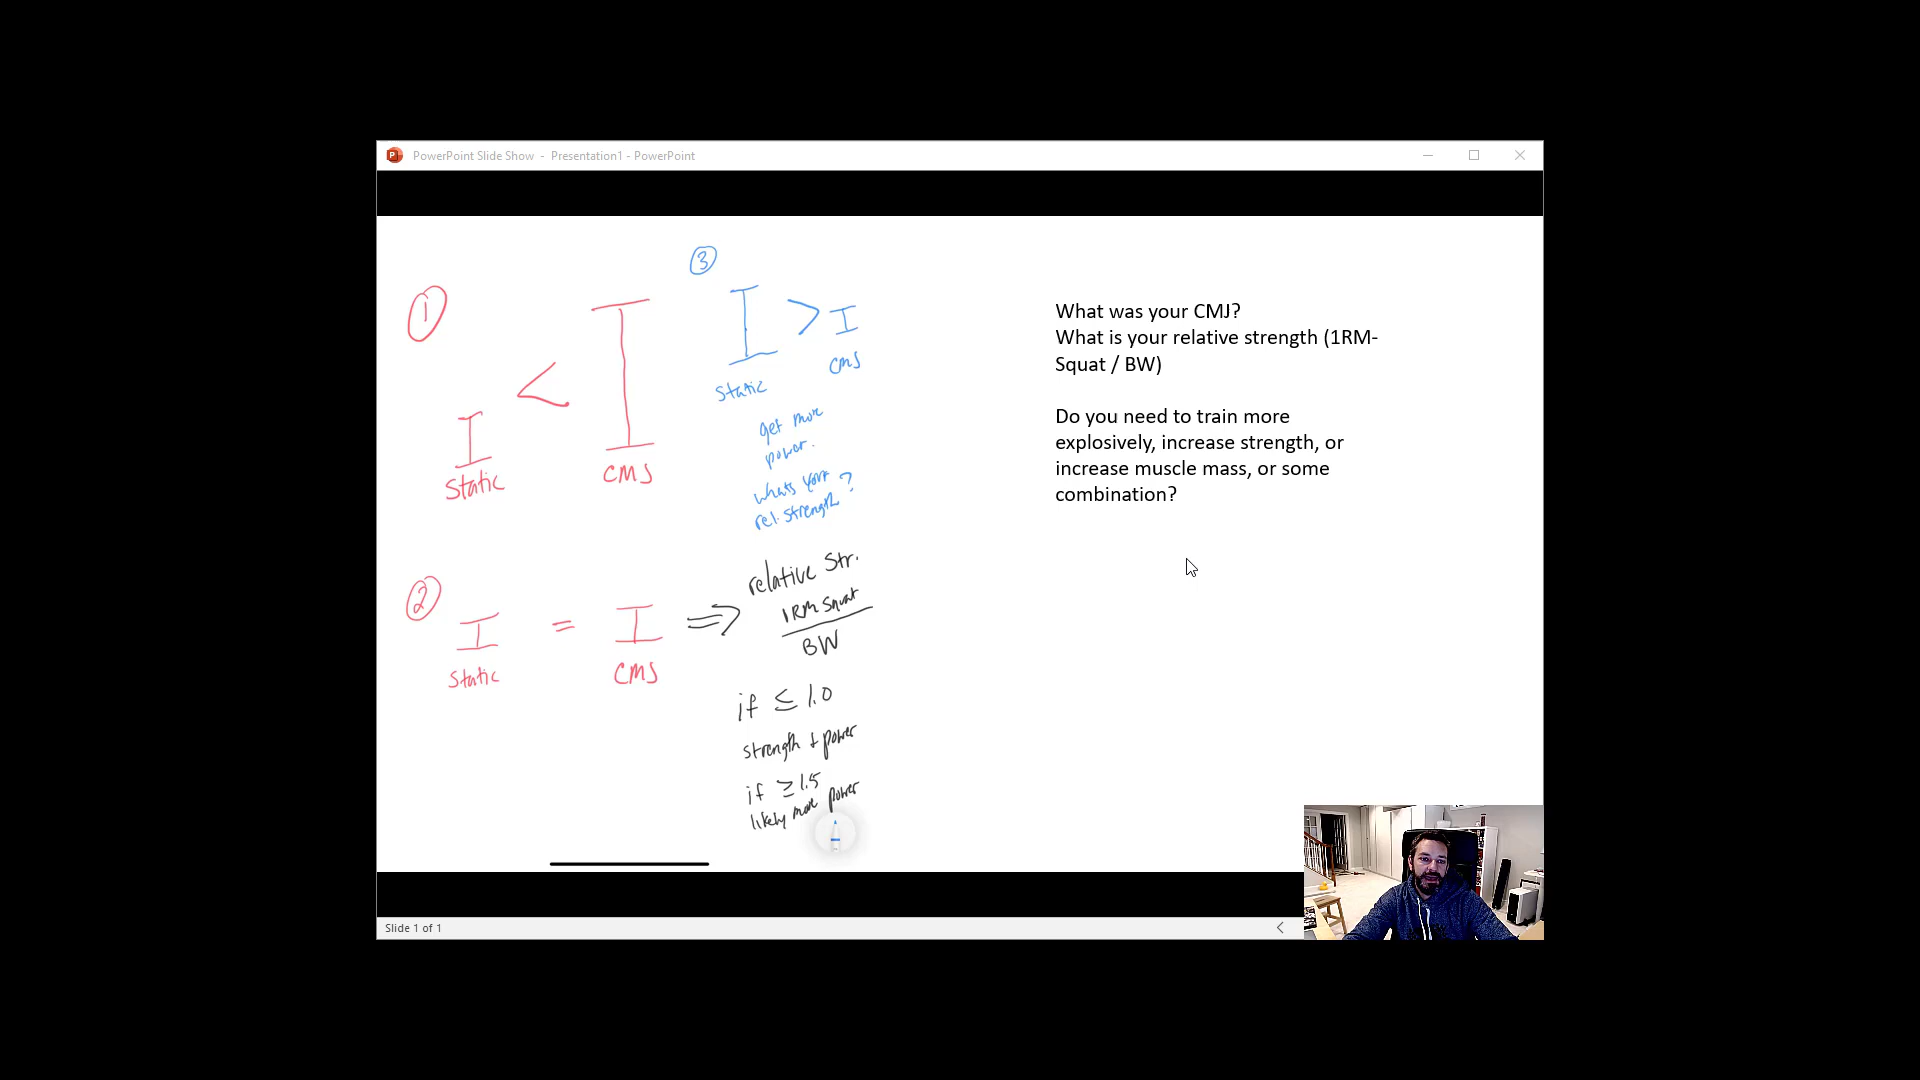 PowerPoint Slide Show - Presentation1 - PowerPoint
1
Static
<
CMJ
3
>
Static
CMJ
get more
power.
whats your
rel. strength?
2
Static
=
CMJ
⇒
relative Str.
1RM Squat
BW
if ≤ 1.0
strength + power
if ≥ 1.5
likely more power
What was your CMJ?
What is your relative strength (1RM-
Squat / BW)
Do you need to train more
explosively, increase strength, or
increase muscle mass, or some
combination?
Slide 1 of 1